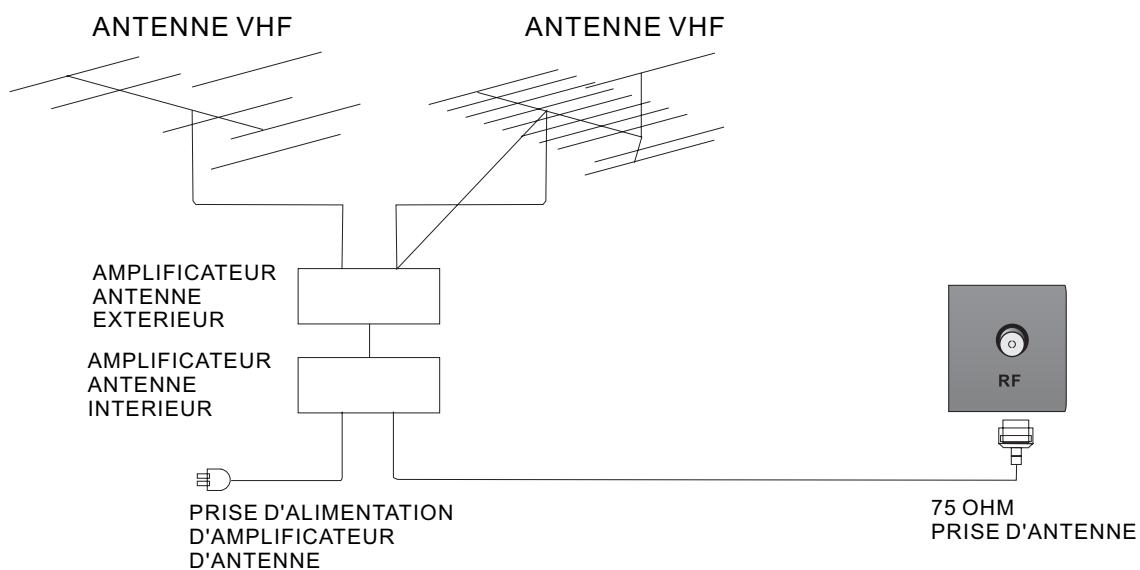 ANTENNE VHF
ANTENNE VHF
AMPLIFICATEUR
ANTENNE
EXTERIEUR
AMPLIFICATEUR
ANTENNE
INTERIEUR
RF
PRISE D'ALIMENTATION
D'AMPLIFICATEUR
D'ANTENNE
75 OHM
PRISE D'ANTENNE